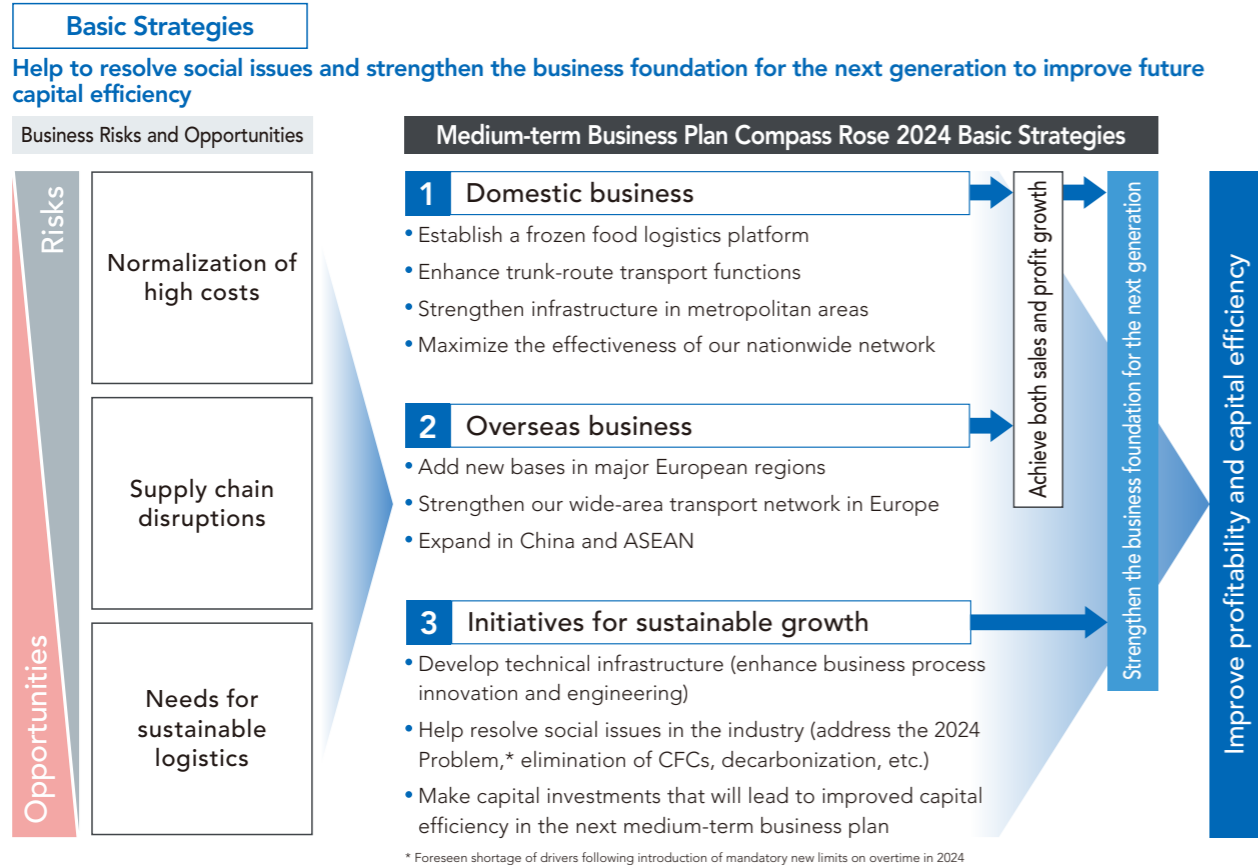 Basic Strategies
Help to resolve social issues and strengthen the business foundation for the next generation to improve future
capital efficiency
Business Risks and Opportunities
Medium-term Business Plan Compass Rose 2024 Basic Strategies
Risks
Opportunities
Normalization of
high costs
Supply chain
disruptions
Needs for
sustainable
logistics
1 Domestic business
• Establish a frozen food logistics platform
• Enhance trunk-route transport functions
• Strengthen infrastructure in metropolitan areas
• Maximize the effectiveness of our nationwide network
2 Overseas business
• Add new bases in major European regions
• Strengthen our wide-area transport network in Europe
• Expand in China and ASEAN
3 Initiatives for sustainable growth
• Develop technical infrastructure (enhance business process
innovation and engineering)
• Help resolve social issues in the industry (address the 2024
Problem,* elimination of CFCs, decarbonization, etc.)
• Make capital investments that will lead to improved capital
efficiency in the next medium-term business plan
* Foreseen shortage of drivers following introduction of mandatory new limits on overtime in 2024
Achieve both sales and profit growth
Strengthen the business foundation for the next generation
Improve profitability and capital efficiency